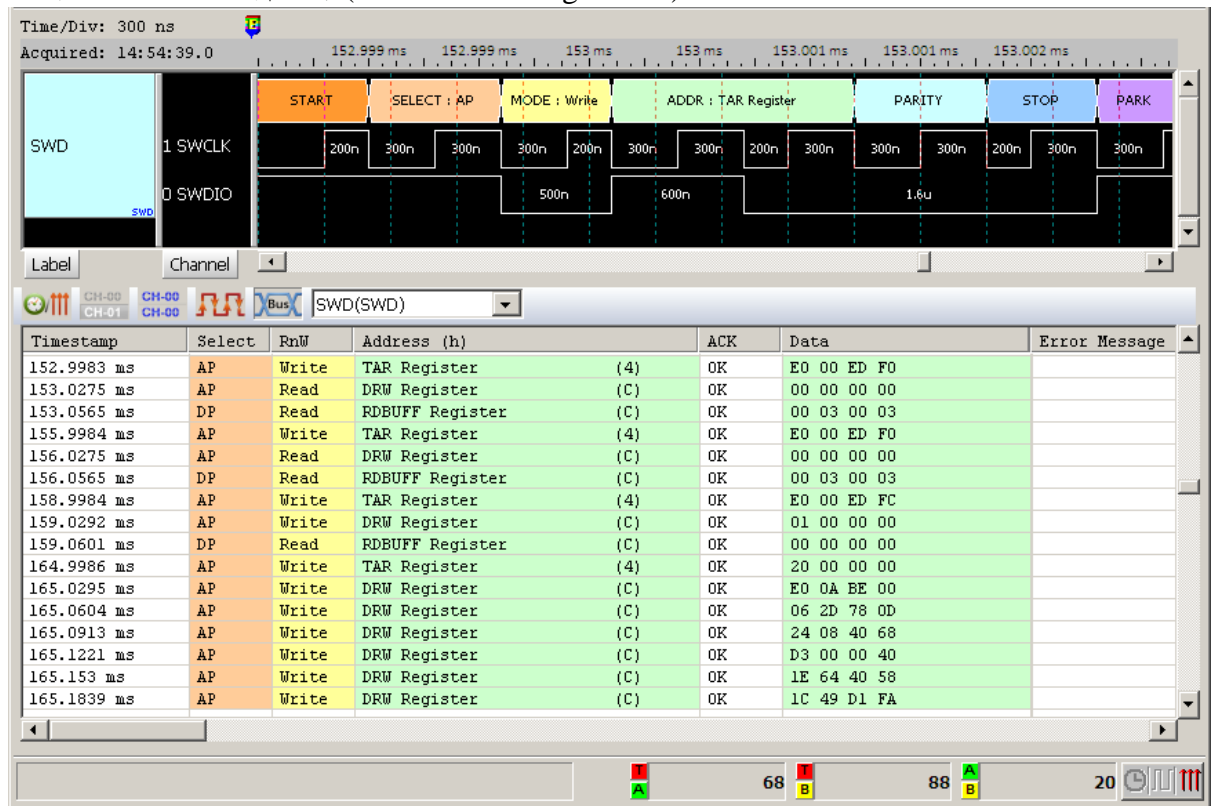 Time/Div: 300 ns
Acquired: 14:54:39.0
152.999 ms 152.999 ms 153 ms 153 ms 153.001 ms 153.001 ms 153.002 ms
START SELECT : AP MODE : Write ADDR : TAR Register PARITY STOP PARK
SWD 1 SWCLK 200n 300n 300n 300n 200n 300n 300n 200n 300n 300n 300n 200n 300n 300n
0 SWDIO 500n 600n 1.6u
SWD
Label Channel
CH-00 CH-01 CH-00 CH-00 Bus SWD(SWD)
Timestamp Select RnW Address (h) ACK Data Error Message
152.9983 ms AP Write TAR Register (4) OK E0 00 ED F0
153.0275 ms AP Read DRW Register (C) OK 00 00 00 00
153.0565 ms DP Read RDBUFF Register (C) OK 00 03 00 03
155.9984 ms AP Write TAR Register (4) OK E0 00 ED F0
156.0275 ms AP Read DRW Register (C) OK 00 00 00 00
156.0565 ms DP Read RDBUFF Register (C) OK 00 03 00 03
158.9984 ms AP Write TAR Register (4) OK E0 00 ED FC
159.0292 ms AP Write DRW Register (C) OK 01 00 00 00
159.0601 ms DP Read RDBUFF Register (C) OK 00 00 00 00
164.9986 ms AP Write TAR Register (4) OK 20 00 00 00
165.0295 ms AP Write DRW Register (C) OK E0 0A BE 00
165.0604 ms AP Write DRW Register (C) OK 06 2D 78 0D
165.0913 ms AP Write DRW Register (C) OK 24 08 40 68
165.1221 ms AP Write DRW Register (C) OK D3 00 00 40
165.153 ms AP Write DRW Register (C) OK 1E 64 40 58
165.1839 ms AP Write DRW Register (C) OK 1C 49 D1 FA
T A 68 T B 88 A B 20